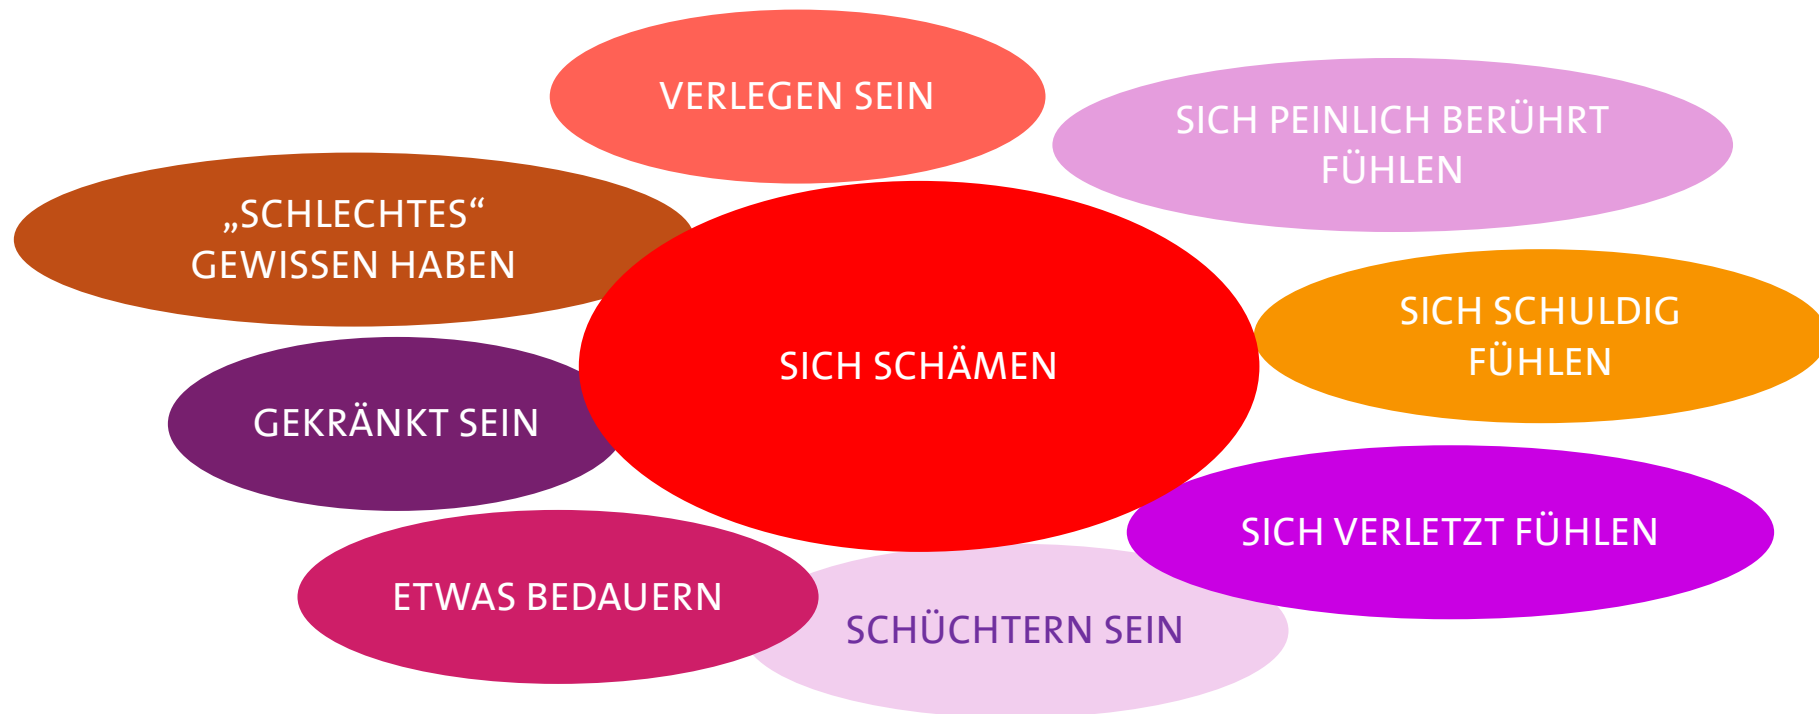 VERLEGEN SEIN
SICH PEINLICH BERÜHRT
FÜHLEN
„SCHLECHTES“
GEWISSEN HABEN
SICH SCHULDIG
FÜHLEN
SICH SCHÄMEN
GEKRÄNKT SEIN
SICH VERLETZT FÜHLEN
ETWAS BEDAUERN
SCHÜCHTERN SEIN